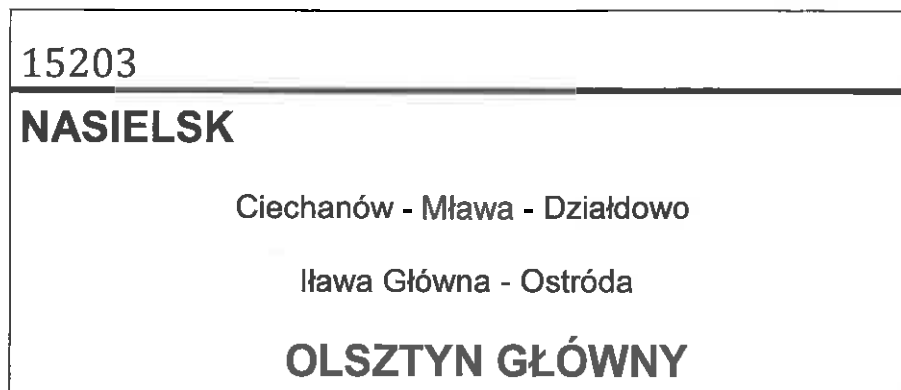 15203
NASIELSK
Ciechanów - Mława - Działdowo
Iława Główna - Ostróda
OLSZTYN GŁÓWNY